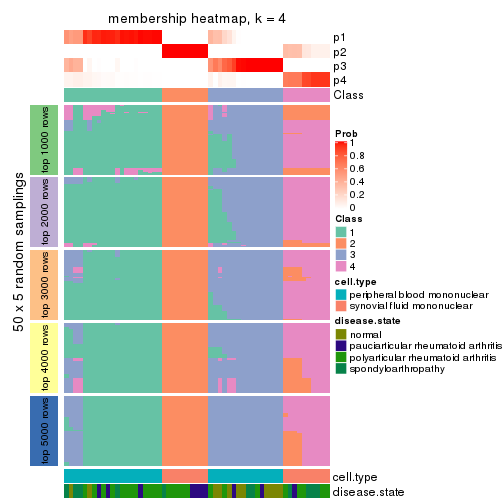 membership heatmap, k = 4
p1
p2
p3
p4
Class
50 x 5 random samplings
top 1000 rows
top 2000 rows
top 3000 rows
top 4000 rows
top 5000 rows
Prob
1
0.8
0.6
0.4
0.2
0
Class
1
2
3
4
cell.type
peripheral blood mononuclear
synovial fluid mononuclear
disease.state
normal
pauciarticular rheumatoid arthritis
polyarticular rheumatoid arthritis
spondyloarthropathy
cell.type
disease.state